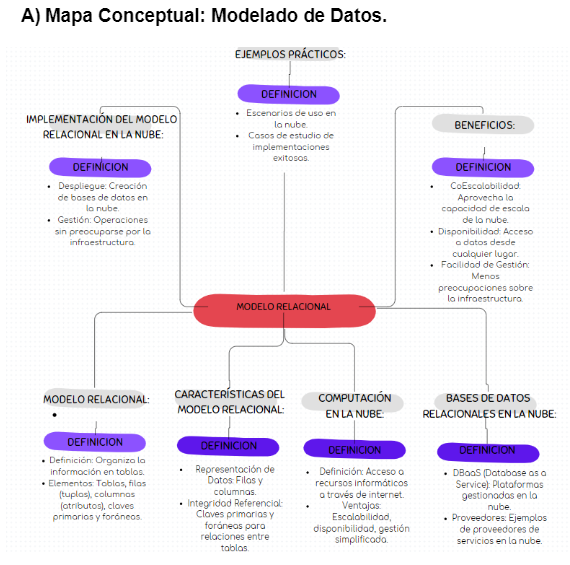 A) Mapa Conceptual: Modelado de Datos.
EJEMPLOS PRÁCTICOS:
DEFINICION
• Escenarios de uso en
la nube.
• Casos de estudio de
implementaciones
exitosas.
IMPLEMENTACIÓN DEL MODELO
RELACIONAL EN LA NUBE:
DEFINICION
• Despliegue: Creación
de bases de datos en
la nube.
• Gestión: Operaciones
sin preocuparse por la
infraestructura.
BENEFICIOS:
DEFINICION
• CoEscalabilidad:
Aprovecha la
capacidad de escala
de la nube.
• Disponibilidad: Acceso
a datos desde
cualquier lugar.
• Facilidad de Gestión:
Menos
preocupaciones sobre
la infraestructura.
MODELO RELACIONAL
MODELO RELACIONAL:
•
DEFINICION
• Definición: Organiza la
información en tablas.
• Elementos: Tablas, filas
(tuplas), columnas
(atributos), claves
primarias y foráneas.
CARACTERÍSTICAS DEL
MODELO RELACIONAL:
DEFINICION
• Representación de
Datos: Filas y
columnas.
• Integridad Referencial:
Claves primarias y
foráneas para
relaciones entre
tablas.
COMPUTACIÓN
EN LA NUBE:
DEFINICION
• Definición: Acceso a
recursos informáticos
a través de internet.
• Ventajas:
Escalabilidad,
disponibilidad, gestión
simplificada.
BASES DE DATOS
RELACIONALES EN LA NUBE:
DEFINICION
• DBaaS (Database as a
Service): Plataformas
gestionadas en la
nube.
• Proveedores: Ejemplos
de proveedores de
servicios en la nube.